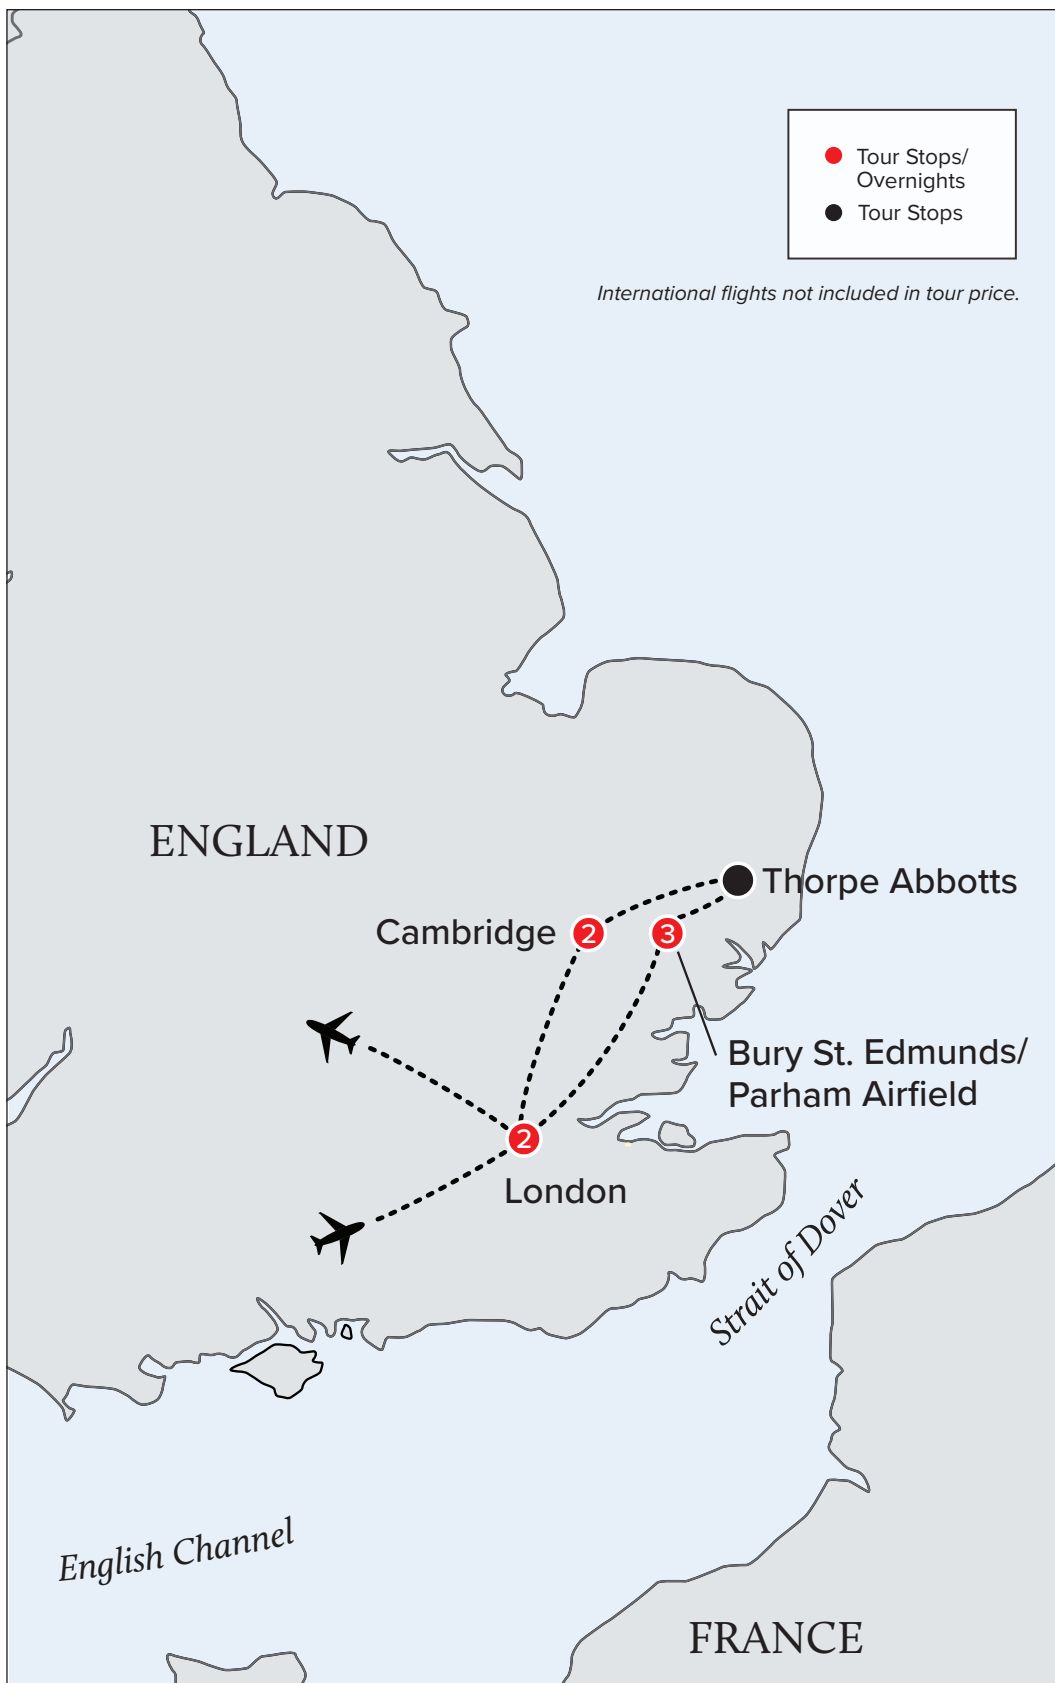 Tour Stops/
Overnights
Tour Stops
International flights not included in tour price.
ENGLAND
Thorpe Abbotts
Cambridge
2
3
Bury St. Edmunds/
Parham Airfield
2
London
Strait of Dover
English Channel
FRANCE